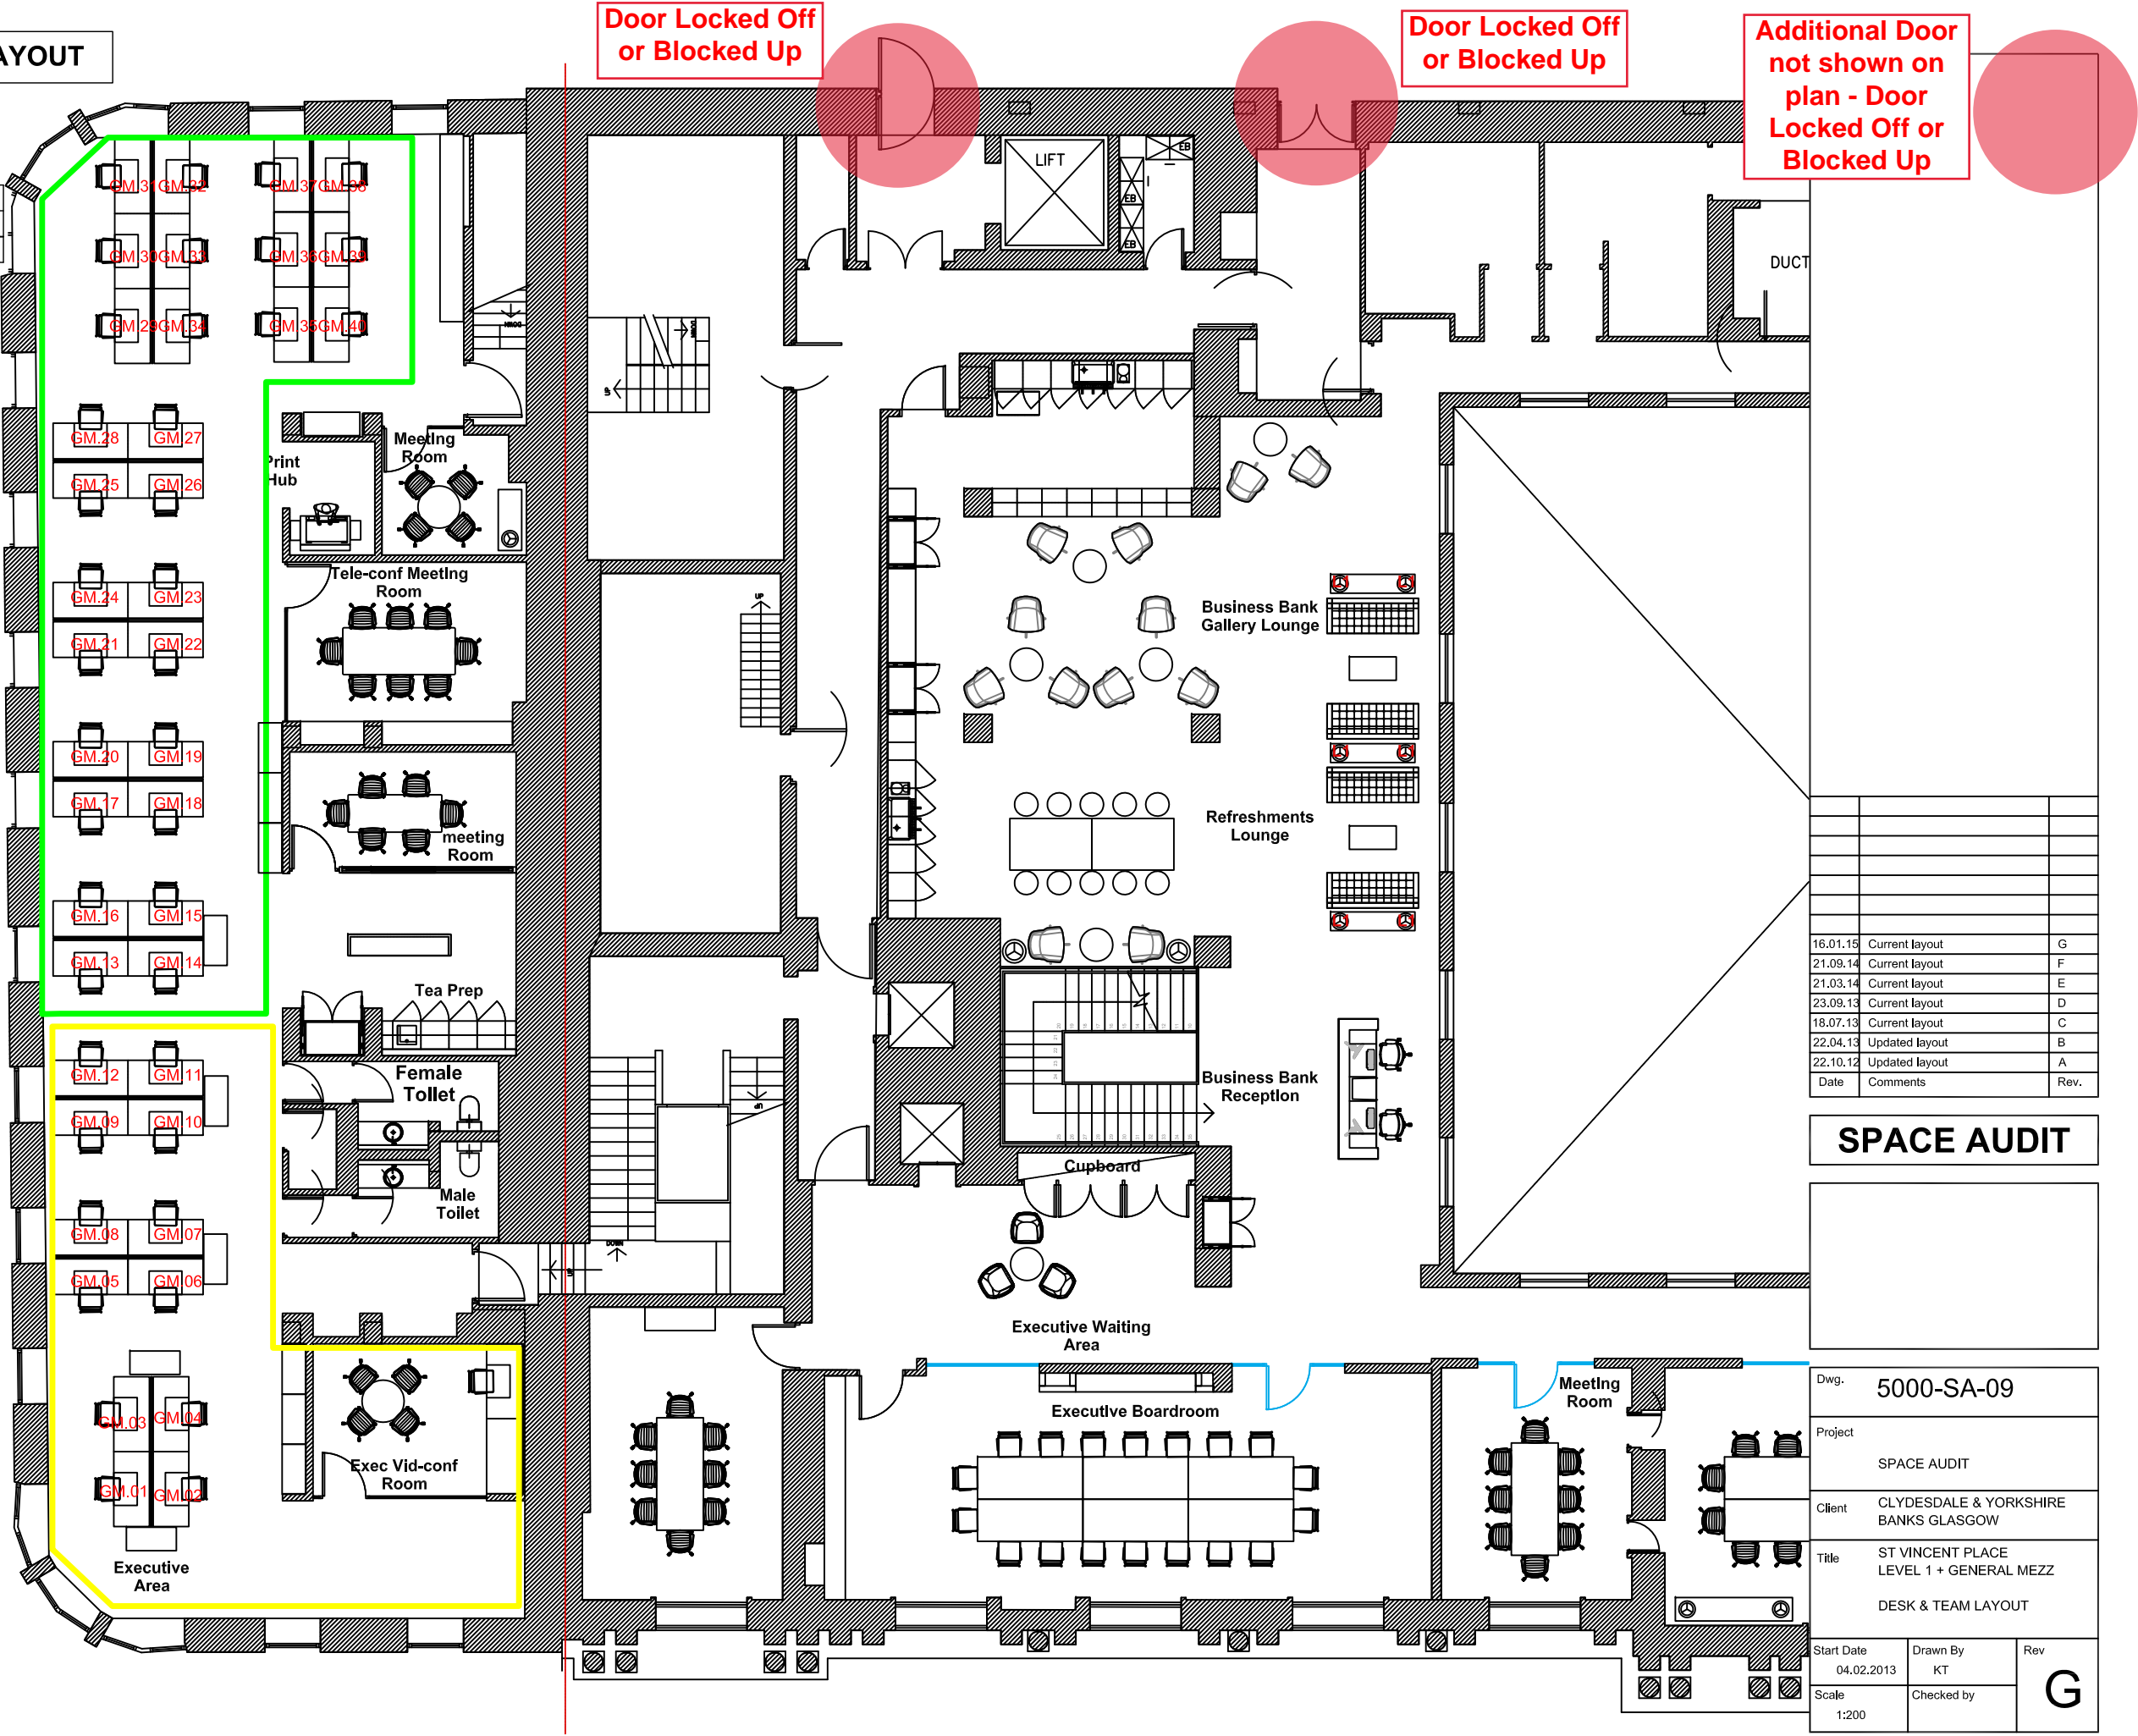 AYOUT
Door Locked Off
or Blocked Up
Door Locked Off
or Blocked Up
Additional Door
not shown on
plan - Door
Locked Off or
Blocked Up
GM.31 GM.32
GM.37 GM.38
GM.30 GM.33
GM.36 GM.39
GM.29 GM.34
GM.35 GM.40
LIFT
EB
EB
EB
DUCT
DOWN
DOWN
UP
GM.28 GM.27
GM.25 GM.26
Print
Hub
Meeting
Room
GM.24 GM.23
GM.21 GM.22
Tele-conf Meeting
Room
UP
Business Bank
Gallery Lounge
GM.20 GM.19
GM.17 GM.18
meeting
Room
Refreshments
Lounge
GM.16 GM.15
GM.13 GM.14
Tea Prep
GM.12 GM.11
GM.09 GM.10
Female
Toilet
Male
Toilet
UP
Business Bank
Reception
Cupboard
GM.08 GM.07
GM.05 GM.06
DOWN
UP
Executive Waiting
Area
GM.03 GM.04
GM.01 GM.02
Exec Vid-conf
Room
Executive
Area
Executive Boardroom
Meeting
Room
16.01.15 Current layout G
21.09.14 Current layout F
21.03.14 Current layout E
23.09.13 Current layout D
18.07.13 Current layout C
22.04.13 Updated layout B
22.10.12 Updated layout A
Date Comments Rev.
SPACE AUDIT
Dwg. 5000-SA-09
Project
SPACE AUDIT
Client CLYDESDALE & YORKSHIRE
BANKS GLASGOW
Title ST VINCENT PLACE
LEVEL 1 + GENERAL MEZZ
DESK & TEAM LAYOUT
Start Date Drawn By Rev
04.02.2013 KT
G
Scale Checked by
1:200